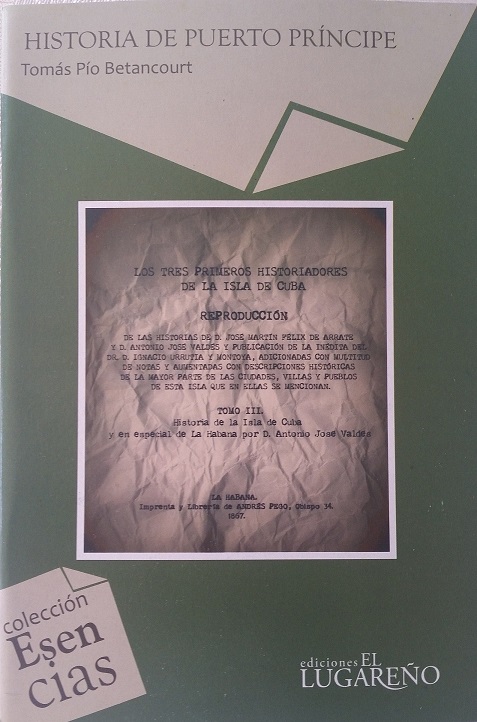 HISTORIA DE PUERTO PRÍNCIPE
Tomás Pío Betancourt
LOS TRES PRIMEROS HISTORIADORES
DE LA ISLA DE CUBA
REPRODUCCIÓN
DE LAS HISTORIAS DE D. JOSE MARTÍN FÉLIX DE ARRATE
Y D. ANTONIO JOSE VALDES Y PUBLICACIÓN DE LA INÉDITA DEL
DR. D. IGNACIO URRUTIA Y MONTOYA, ADICIONADAS CON MULTITUD
DE NOTAS Y AUMENTADAS CON DESCRIPCIONES HISTÓRICAS
DE LA MAYOR PARTE DE LAS CIUDADES, VILLAS Y PUEBLOS
DE ESTA ISLA QUE EN ELLAS SE MENCIONAN.
TOMO III.
Historia de la Isla de Cuba
y en especial de La Habana por D. Antonio José Valdés
LA HABANA.
Imprenta y Librería de ANDRÉS PEGO, Obispo 34.
1867.
colección
Esen
cias
ediciones EL
LUGAREÑO